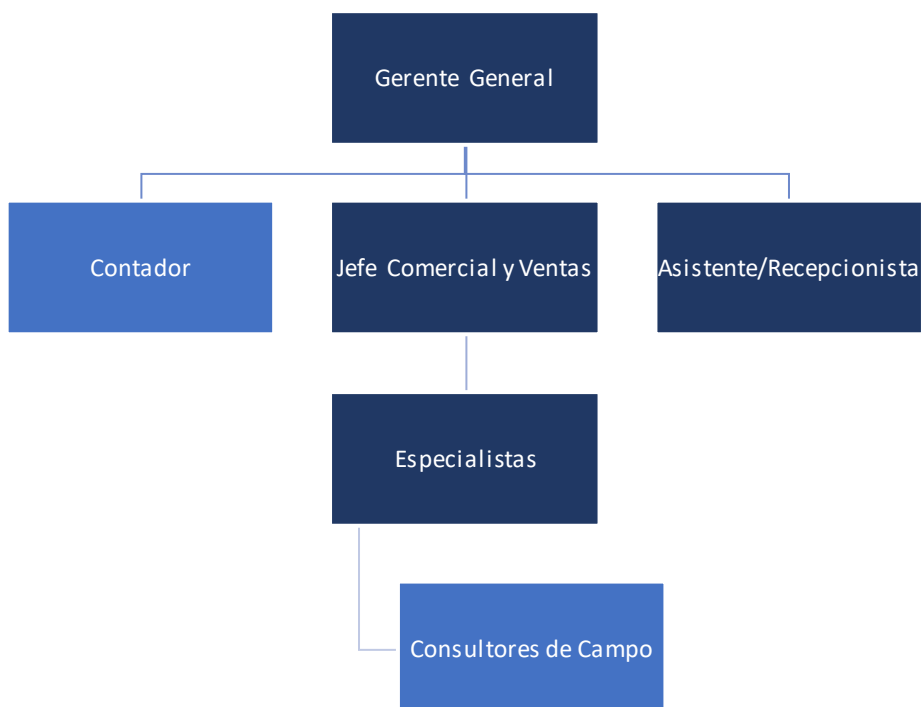 Gerente General
Contador
Jefe Comercial y Ventas
Asistente/Recepcionista
Especialistas
Consultores de Campo